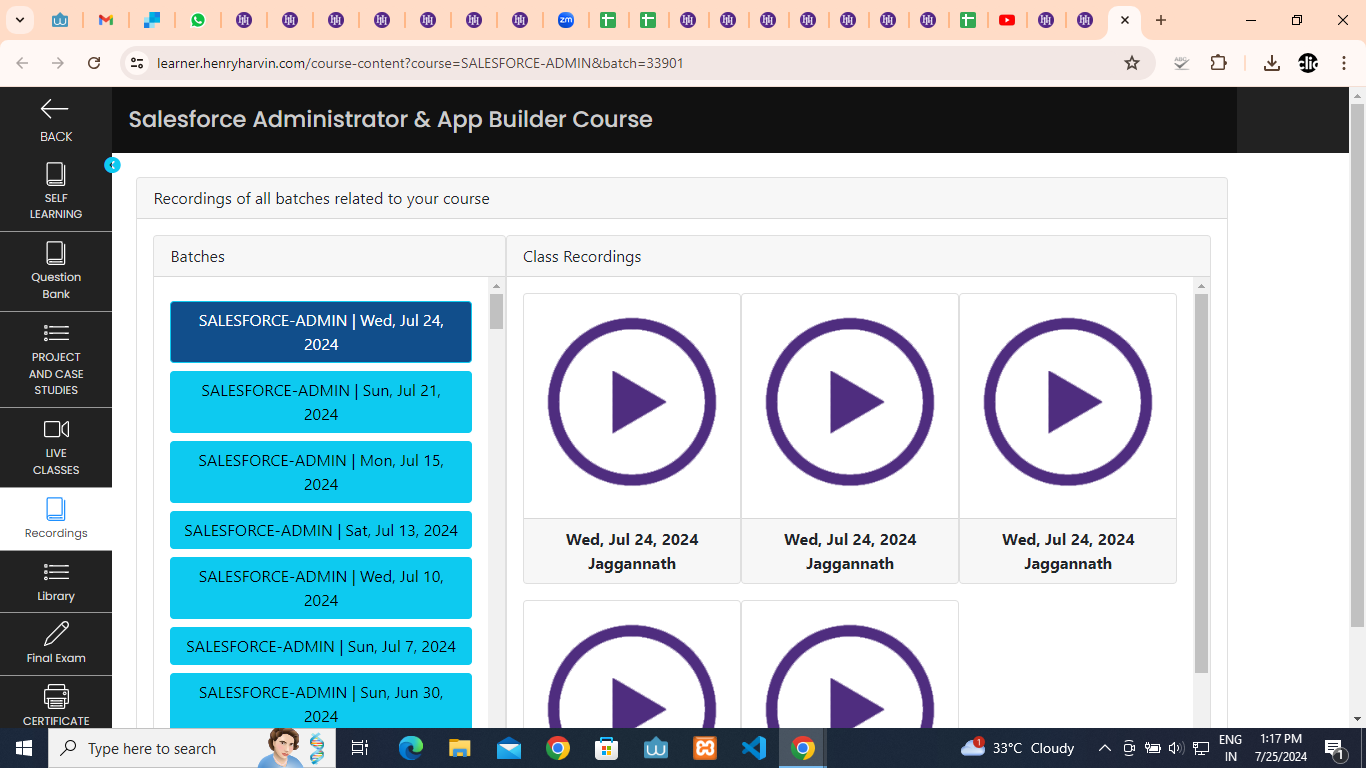 learner.henryharvin.com/course-content?course=SALESFORCE-ADMIN&batch=33901
BACK
Salesforce Administrator & App Builder Course
SELF
LEARNING
Question
Bank
PROJECT
AND CASE
STUDIES
LIVE
CLASSES
Recordings
Library
Final Exam
CERTIFICATE
Recordings of all batches related to your course
Batches
SALESFORCE-ADMIN | Wed, Jul 24,
2024
SALESFORCE-ADMIN | Sun, Jul 21,
2024
SALESFORCE-ADMIN | Mon, Jul 15,
2024
SALESFORCE-ADMIN | Sat, Jul 13, 2024
SALESFORCE-ADMIN | Wed, Jul 10,
2024
SALESFORCE-ADMIN | Sun, Jul 7, 2024
SALESFORCE-ADMIN | Sun, Jun 30,
2024
Class Recordings
Wed, Jul 24, 2024
Jaggannath
Wed, Jul 24, 2024
Jaggannath
Wed, Jul 24, 2024
Jaggannath
Type here to search
1
33°C Cloudy
ENG
IN
1:17 PM
7/25/2024
1